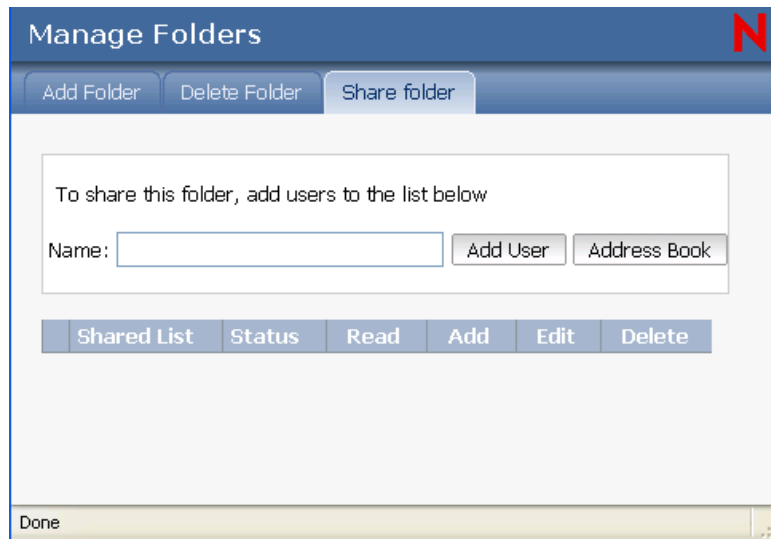 Manage Folders N
Add Folder Delete Folder Share folder
To share this folder, add users to the list below
Name: Add User Address Book
Shared List Status Read Add Edit Delete
Done